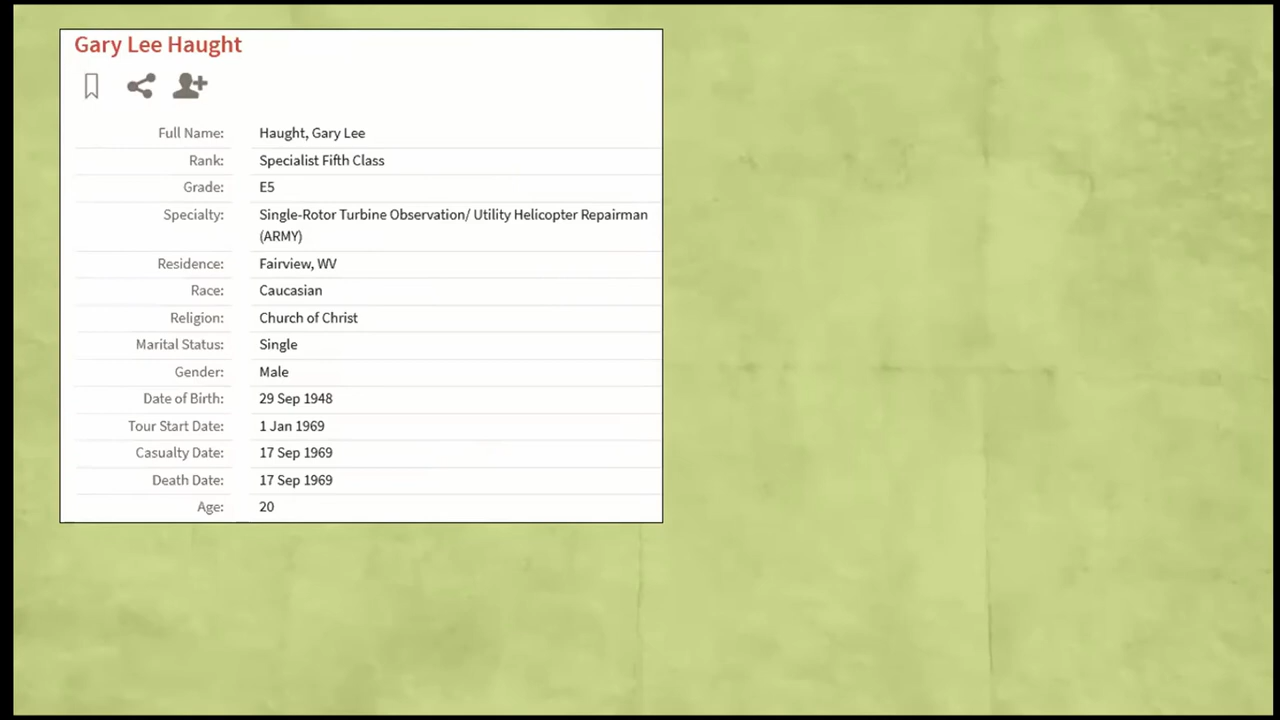 Gary Lee Haught
Full Name: Haught, Gary Lee
Rank: Specialist Fifth Class
Grade: E5
Specialty: Single-Rotor Turbine Observation/ Utility Helicopter Repairman
(ARMY)
Residence: Fairview, WV
Race: Caucasian
Religion: Church of Christ
Marital Status: Single
Gender: Male
Date of Birth: 29 Sep 1948
Tour Start Date: 1 Jan 1969
Casualty Date: 17 Sep 1969
Death Date: 17 Sep 1969
Age: 20